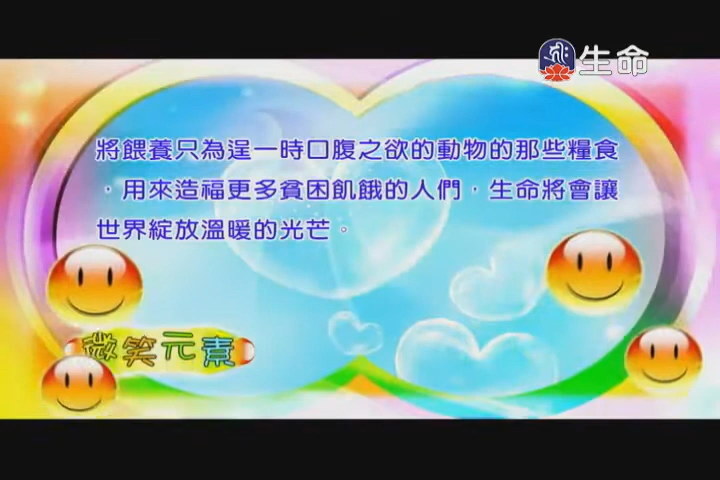 生命
將餵養只為逞一時口腹之欲的動物的那些糧食
，用來造福更多貧困飢餓的人們，生命將會讓
世界綻放溫暖的光芒。
微笑元素